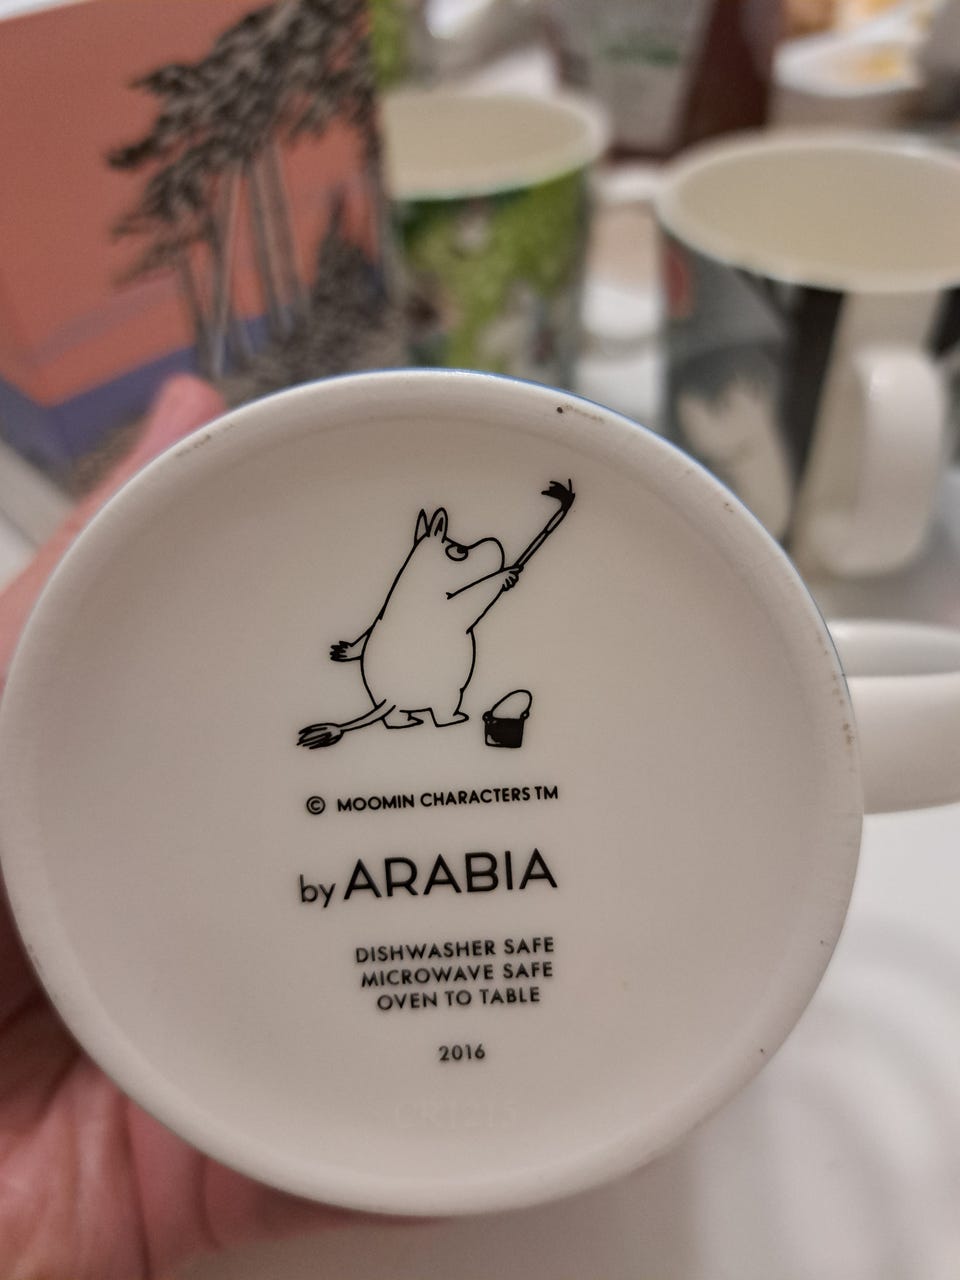 © MOOMIN CHARACTERS TM
by ARABIA
DISHWASHER SAFE
MICROWAVE SAFE
OVEN TO TABLE
2016